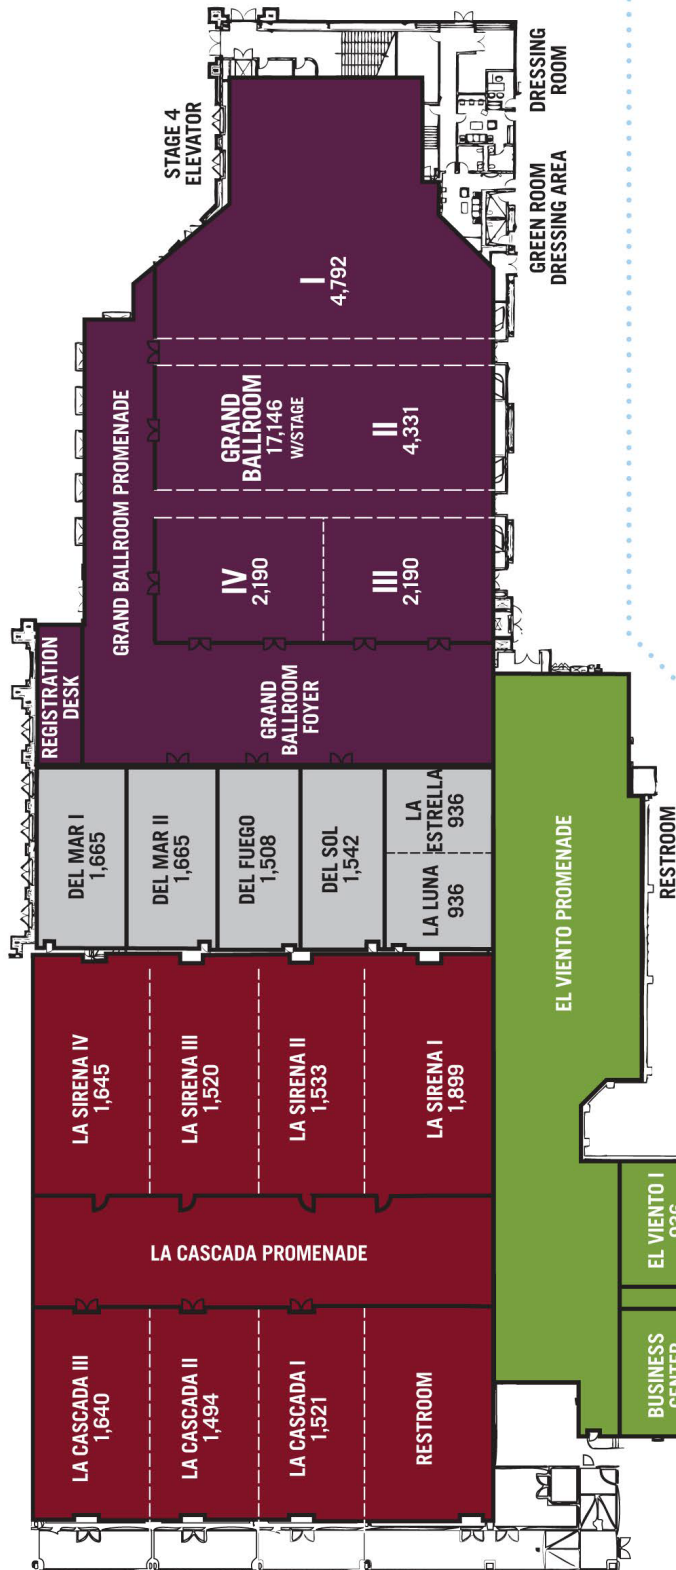 STAGE 4
ELEVATOR
DRESSING
ROOM
GREEN ROOM
DRESSING AREA
I
4,792
GRAND BALLROOM PROMENADE
GRAND
BALLROOM
17,146
W/STAGE
II
4,331
IV
2,190
III
2,190
REGISTRATION
DESK
GRAND
BALLROOM
FOYER
DEL MAR I
1,665
DEL MAR II
1,665
DEL FUEGO
1,508
DEL SOL
1,542
LA
ESTRELLA
936
LA LUNA
936
EL VIENTO PROMENADE
RESTROOM
LA SIRENA IV
1,645
LA SIRENA III
1,520
LA SIRENA II
1,533
LA SIRENA I
1,899
LA CASCADA PROMENADE
EL VIENTO I
936
LA CASCADA III
1,640
LA CASCADA II
1,494
LA CASCADA I
1,521
RESTROOM
BUSINESS
CENTER